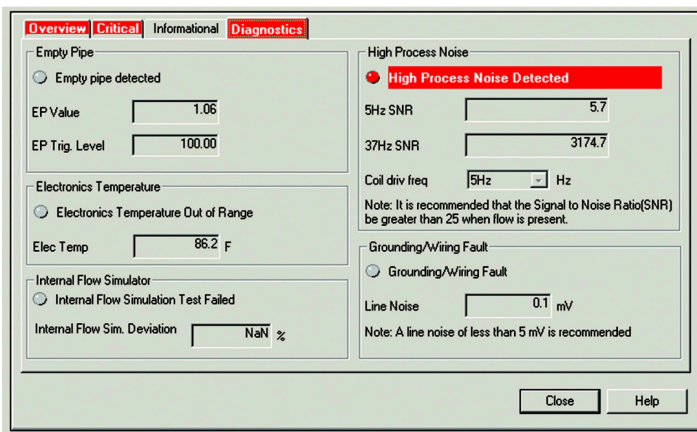 Overview Critical Informational Diagnostics
Empty Pipe
Empty pipe detected
EP Value 1.06
EP Trig. Level 100.00
Electronics Temperature
Electronics Temperature Out of Range
Elec Temp 86.2 F
Internal Flow Simulator
Internal Flow Simulation Test Failed
Internal Flow Sim. Deviation NaN %
High Process Noise
High Process Noise Detected
5Hz SNR 5.7
37Hz SNR 3174.7
Coil driv freq 5Hz Hz
Note: It is recommended that the Signal to Noise Ratio(SNR)
be greater than 25 when flow is present.
Grounding/Wiring Fault
Grounding/Wiring Fault
Line Noise 0.1 mV
Note: A line noise of less than 5 mV is recommended
Close Help